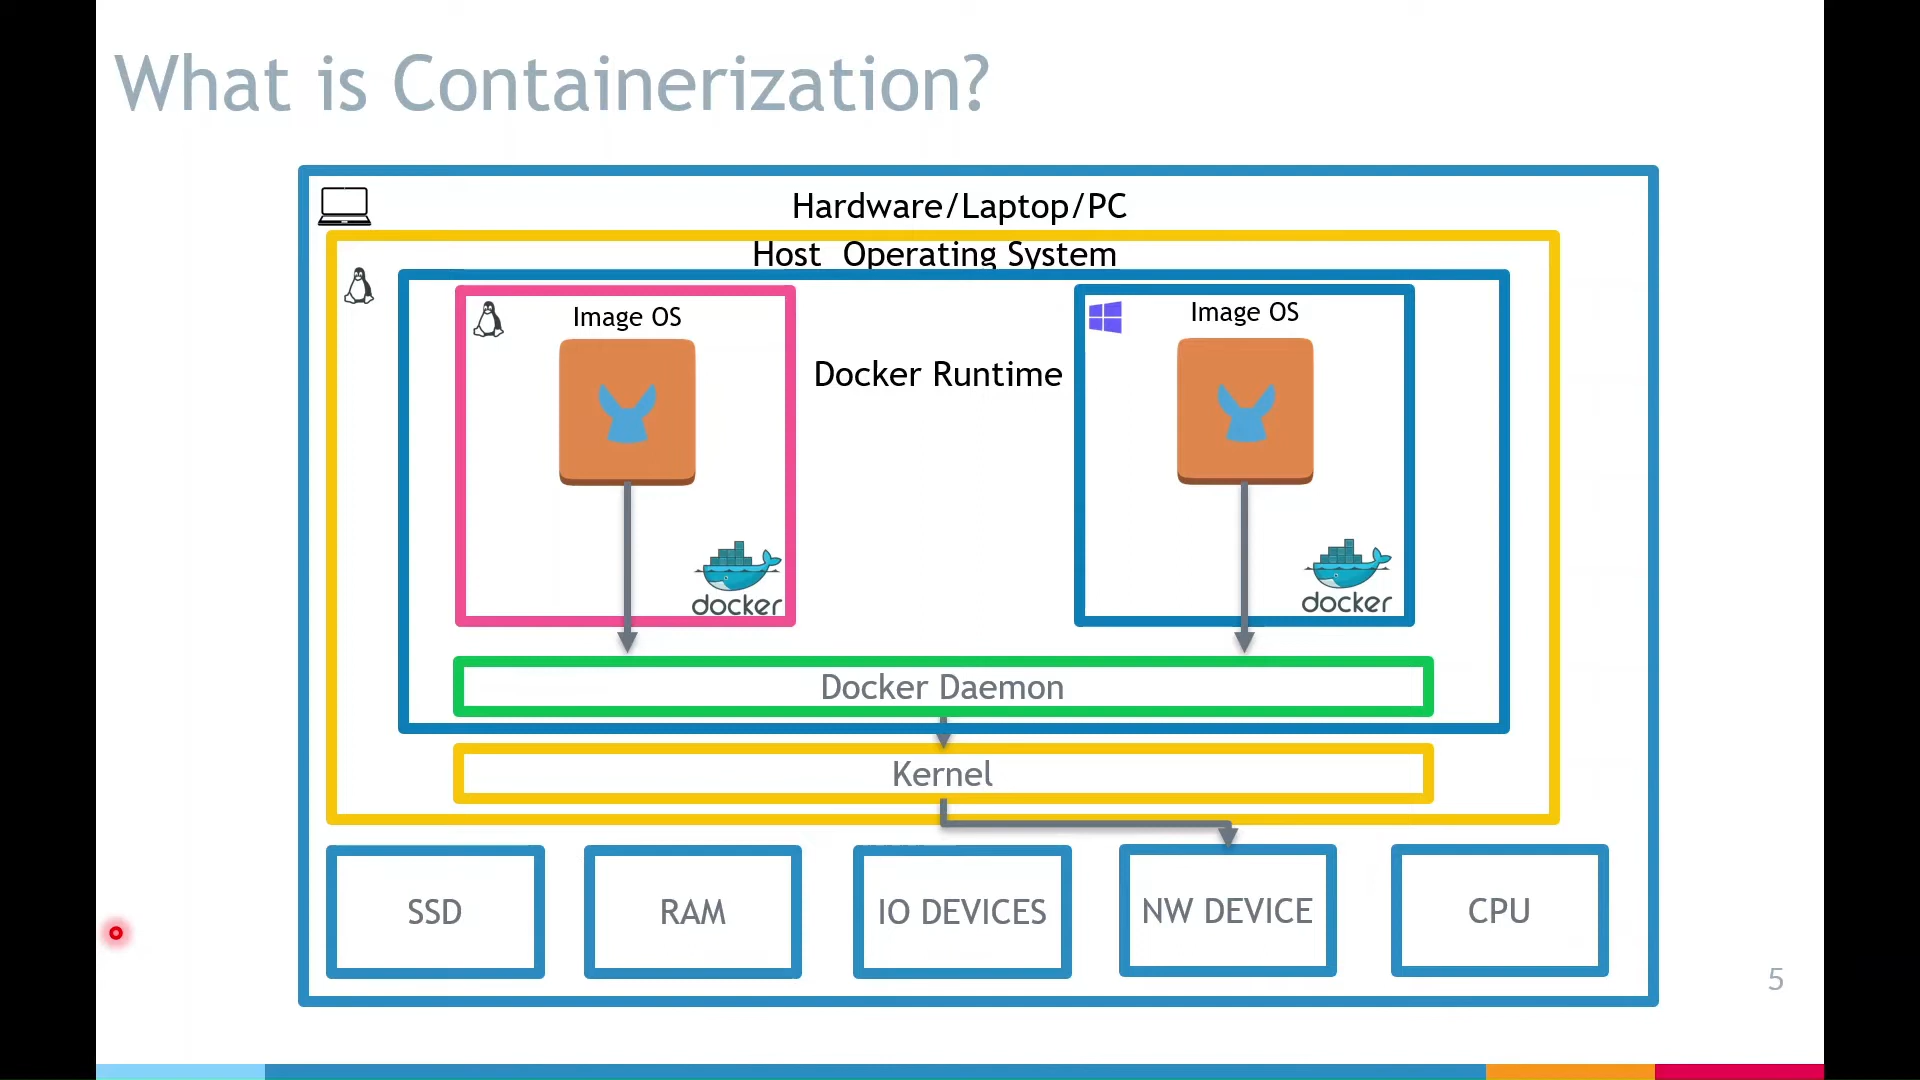 What is Containerization?
Hardware/Laptop/PC
Host Operating System
Image OS
Image OS
Docker Runtime
docker
docker
Docker Daemon
Kernel
SSD
RAM
IO DEVICES
NW DEVICE
CPU
5